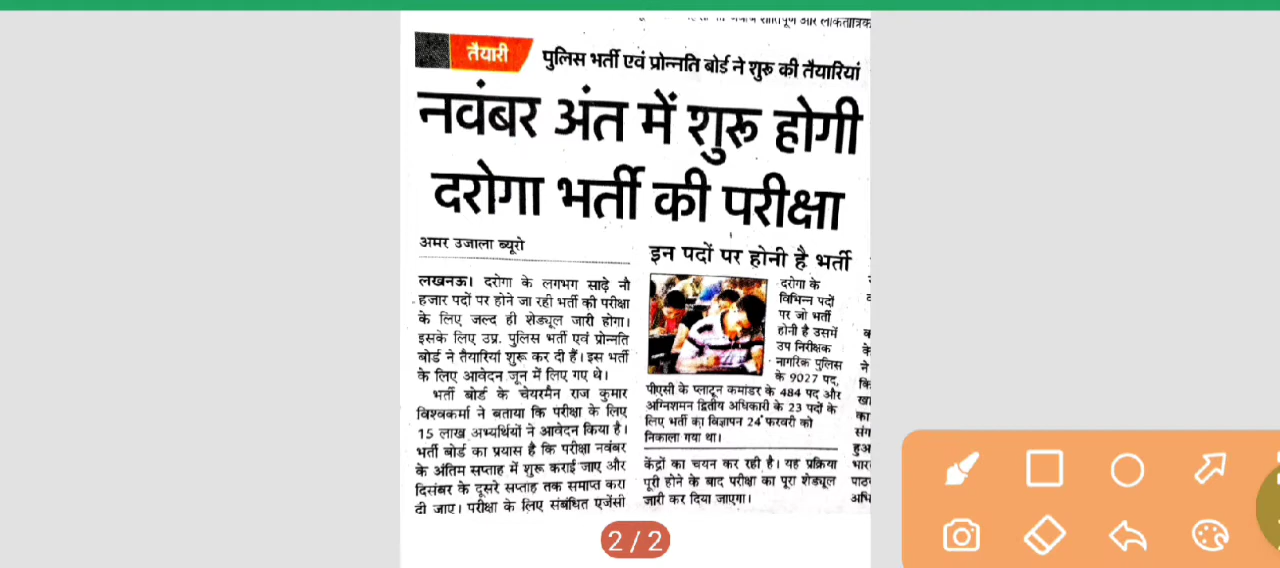 शांतिपूर्ण और लोकतांत्रिक
तैयारी
पुलिस भर्ती एवं प्रोन्नति बोर्ड ने शुरू की तैयारियां
नवंबर अंत में शुरू होगी
दरोगा भर्ती की परीक्षा
अमर उजाला ब्यूरो
लखनऊ। दरोगा के लगभग साढ़े नौ
हजार पदों पर होने जा रही भर्ती की परीक्षा
के लिए जल्द ही शेड्यूल जारी होगा।
इसके लिए उप्र. पुलिस भर्ती एवं प्रोन्नति
बोर्ड ने तैयारियां शुरू कर दी हैं। इस भर्ती
के लिए आवेदन जून में लिए गए थे।
भर्ती बोर्ड के चेयरमैन राज कुमार
विश्वकर्मा ने बताया कि परीक्षा के लिए
15 लाख अभ्यर्थियों ने आवेदन किया है।
भर्ती बोर्ड का प्रयास है कि परीक्षा नवंबर
के अंतिम सप्ताह में शुरू कराई जाए और
दिसंबर के दूसरे सप्ताह तक समाप्त करा
दी जाए। परीक्षा के लिए संबंधित एजेंसी
इन पदों पर होनी है भर्ती
दरोगा के
विभिन्न पदों
पर जो भर्ती
होनी है उसमें
उप निरीक्षक
नागरिक पुलिस
के 9027 पद,
पीएसी के प्लाटून कमांडर के 484 पद और
अग्निशमन द्वितीय अधिकारी के 23 पदों के
लिए भर्ती का विज्ञापन 24 फरवरी को
निकाला गया था।
केंद्रों का चयन कर रही है। यह प्रक्रिया
पूरी होने के बाद परीक्षा का पूरा शेड्यूल
जारी कर दिया जाएगा।
के
ने
का
संग
हुअ
भार
पाठ
अधि
2 / 2